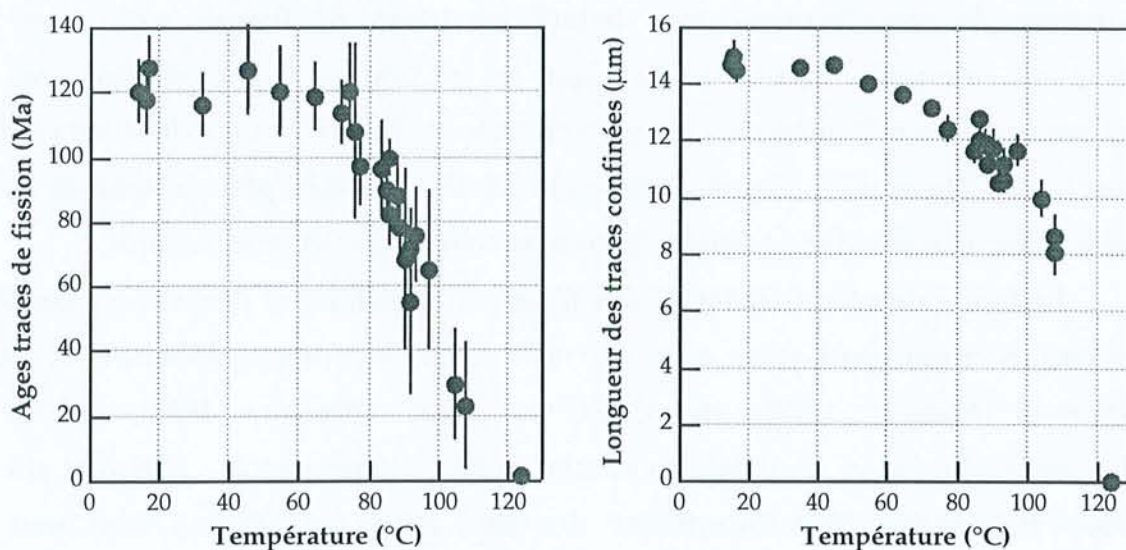 Ages traces de fission (Ma)
140
120
100
80
60
40
20
0
0 20 40 60 80 100 120
Température (°C)
Longueur des traces confinées (µm)
16
14
12
10
8
6
4
2
0
0 20 40 60 80 100 120
Température (°C)